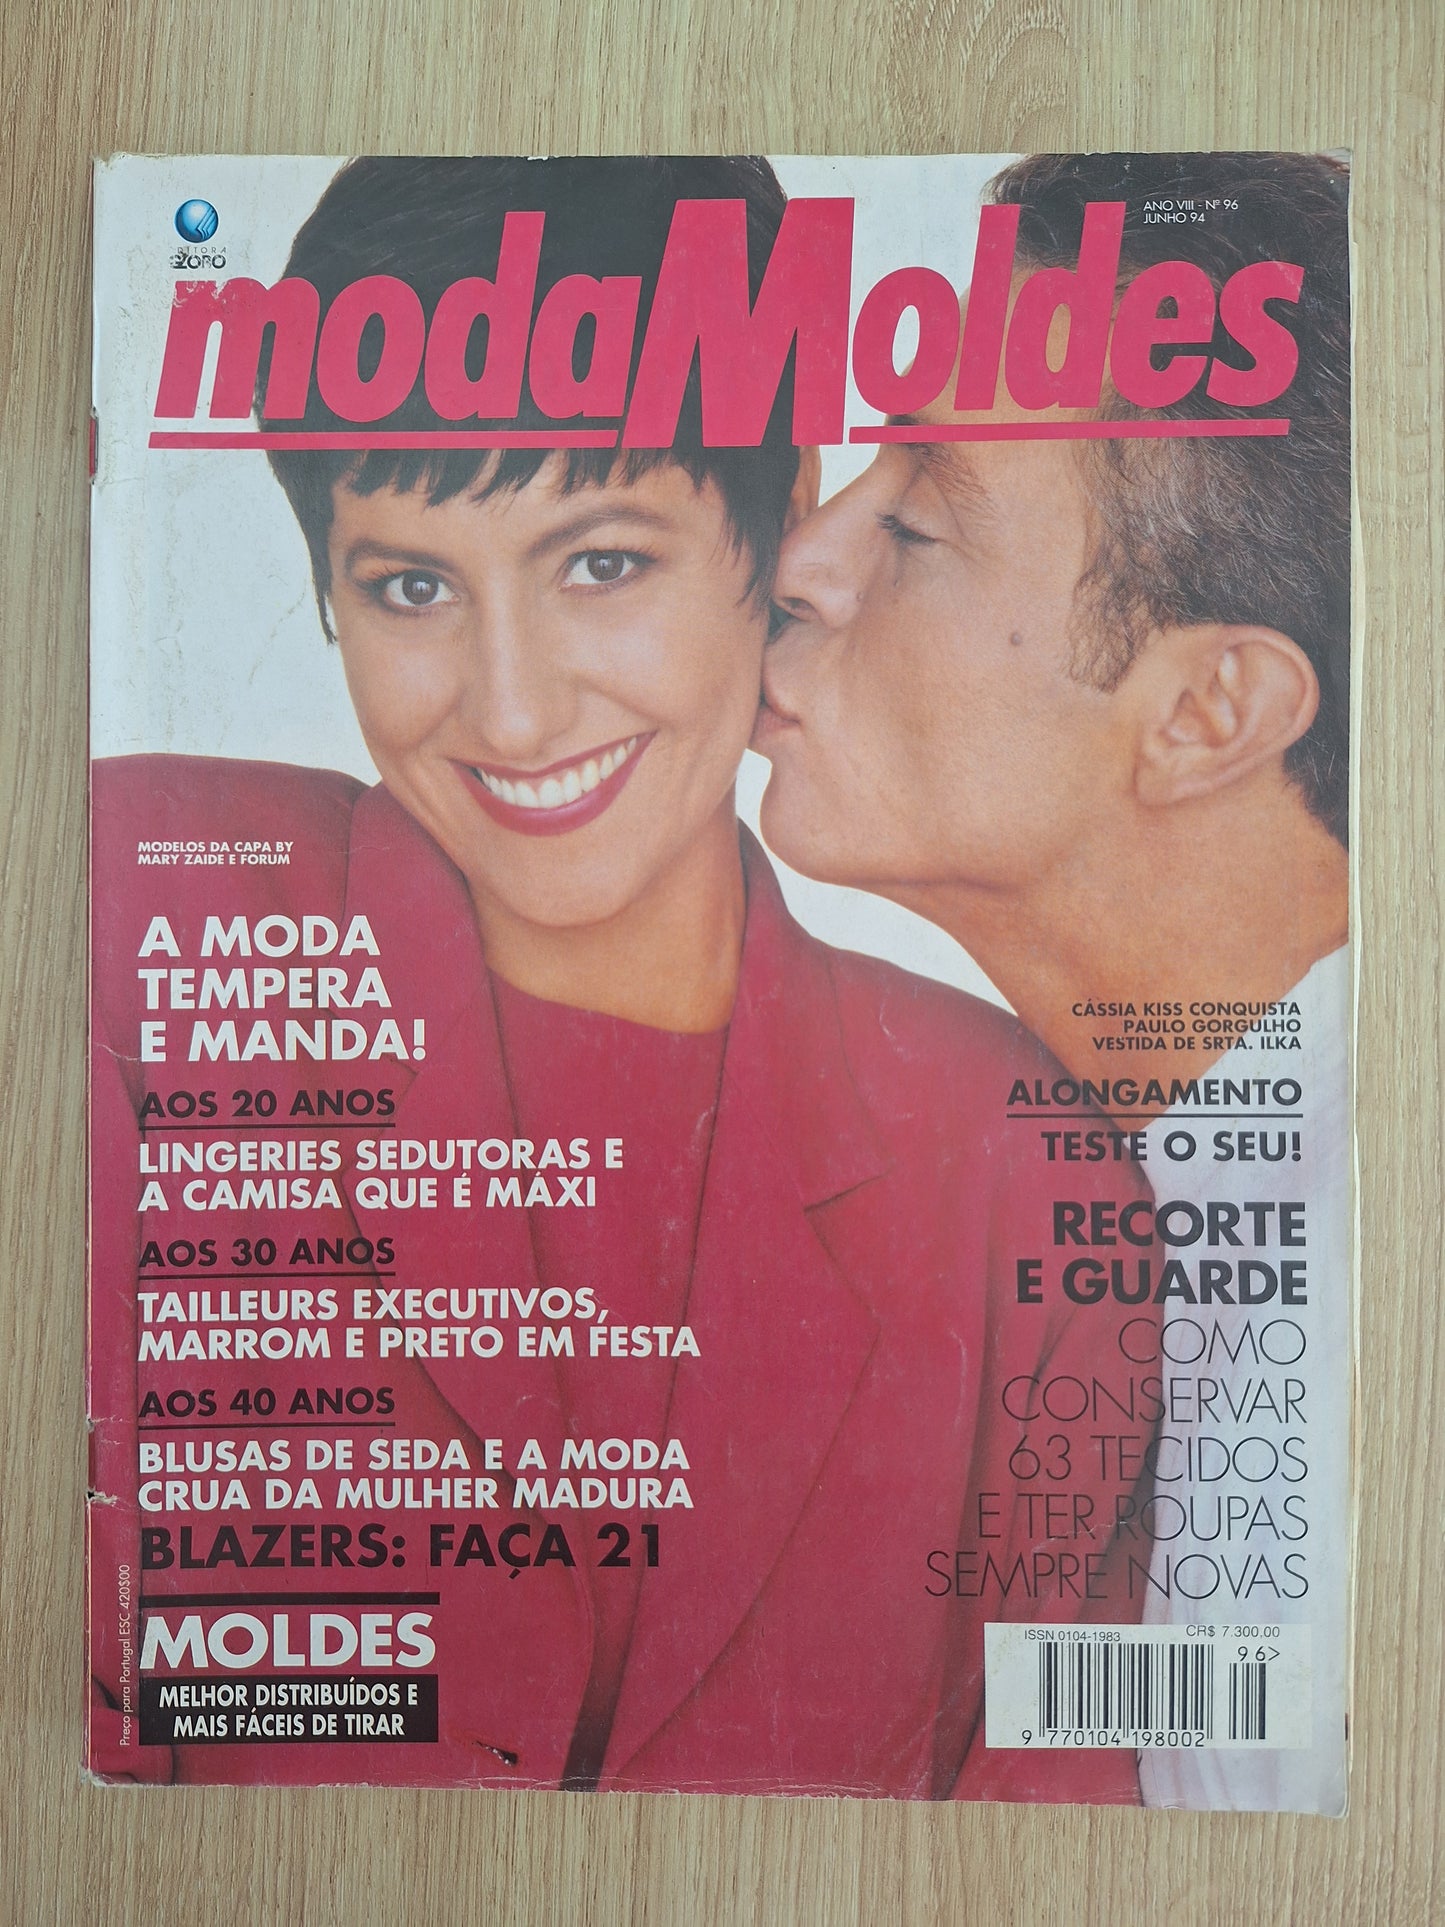 EDITORA
GLOBO
ANO VIII - Nº 96
JUNHO 94
modaMoldes
MODELOS DA CAPA BY
MARY ZAIDE E FORUM
A MODA
TEMPERA
E MANDA!
AOS 20 ANOS
LINGERIES SEDUTORAS E
A CAMISA QUE É MÁXI
AOS 30 ANOS
TAILLEURS EXECUTIVOS,
MARROM E PRETO EM FESTA
AOS 40 ANOS
BLUSAS DE SEDA E A MODA
CRUA DA MULHER MADURA
BLAZERS: FAÇA 21
MOLDES
MELHOR DISTRIBUÍDOS E
MAIS FÁCEIS DE TIRAR
Preço para Portugal ESC 420$00
CÁSSIA KISS CONQUISTA
PAULO GORGULHO
VESTIDA DE SRTA. ILKA
ALONGAMENTO
TESTE O SEU!
RECORTE
E GUARDE
COMO
CONSERVAR
63 TECIDOS
E TER ROUPAS
SEMPRE NOVAS
ISSN 0104-1983
CR$ 7.300,00
96>
9 770104 198002